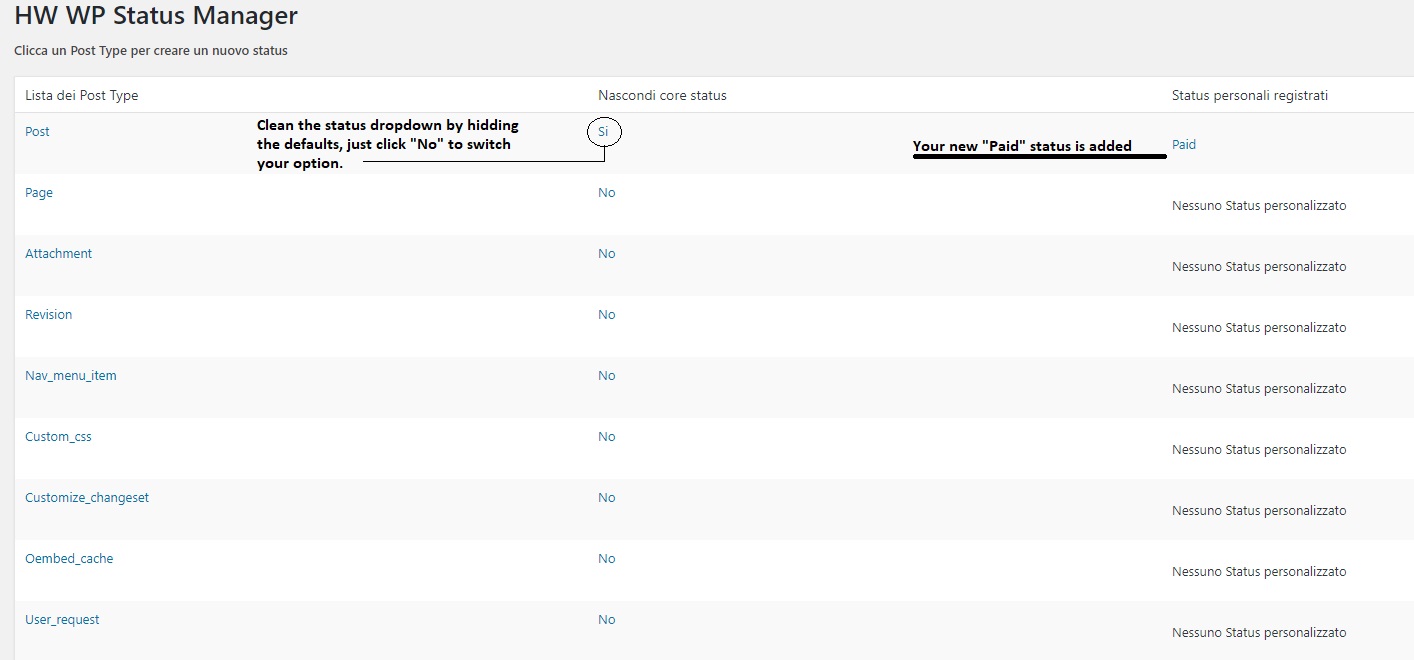 HW WP Status Manager
Clicca un Post Type per creare un nuovo status
Lista dei Post Type Nascondi core status Status personali registrati
Post
Clean the status dropdown by hidding
the defaults, just click "No" to switch
your option.
Si
Your new "Paid" status is added
Paid
Page No
Nessuno Status personalizzato
Attachment No
Nessuno Status personalizzato
Revision No
Nessuno Status personalizzato
Nav_menu_item No
Nessuno Status personalizzato
Custom_css No
Nessuno Status personalizzato
Customize_changeset No
Nessuno Status personalizzato
Oembed_cache No
Nessuno Status personalizzato
User_request No
Nessuno Status personalizzato